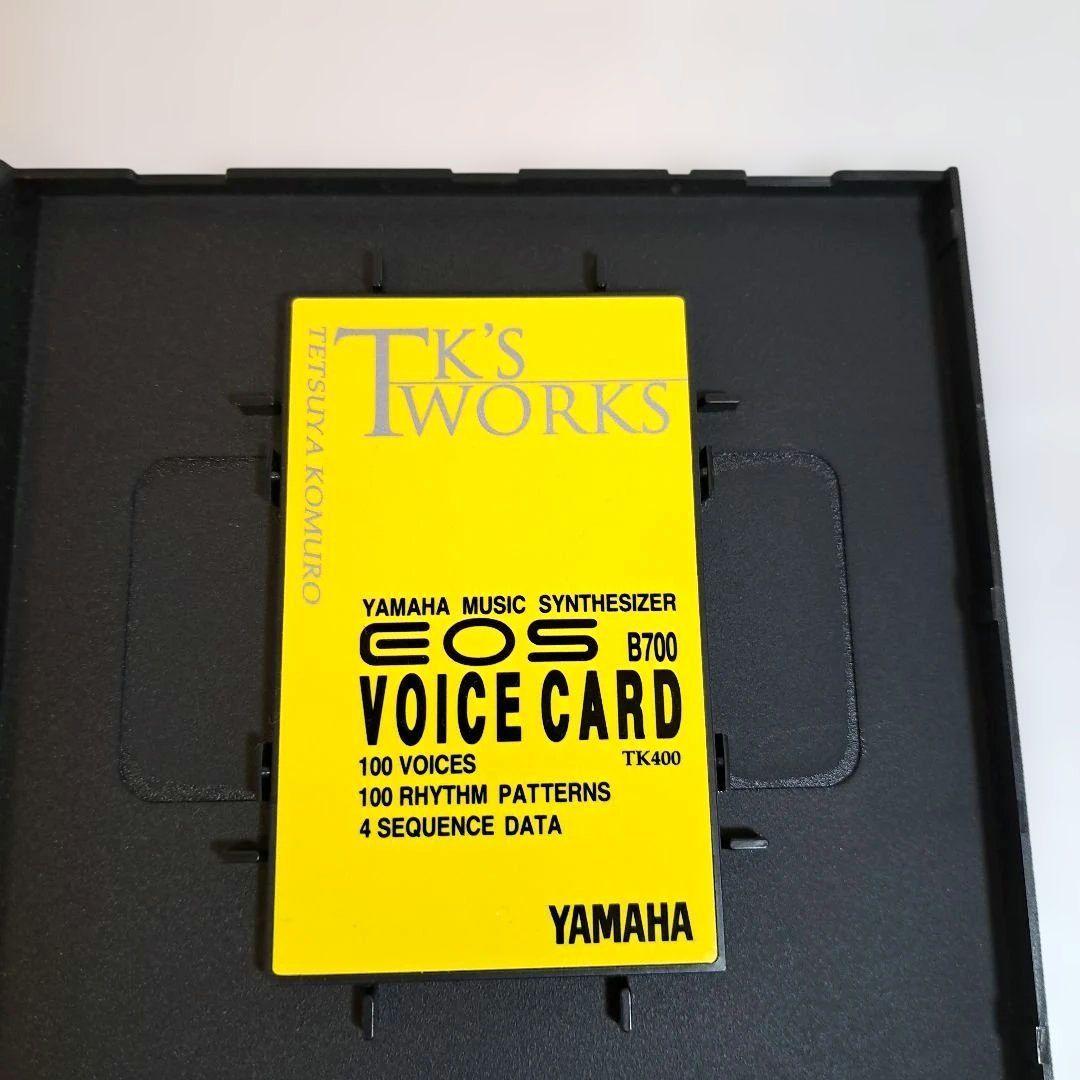 TK'S
WORKS
TETSUYA KOMURO
YAMAHA MUSIC SYNTHESIZER
EOS B700
VOICE CARD
TK400
100 VOICES
100 RHYTHM PATTERNS
4 SEQUENCE DATA
YAMAHA